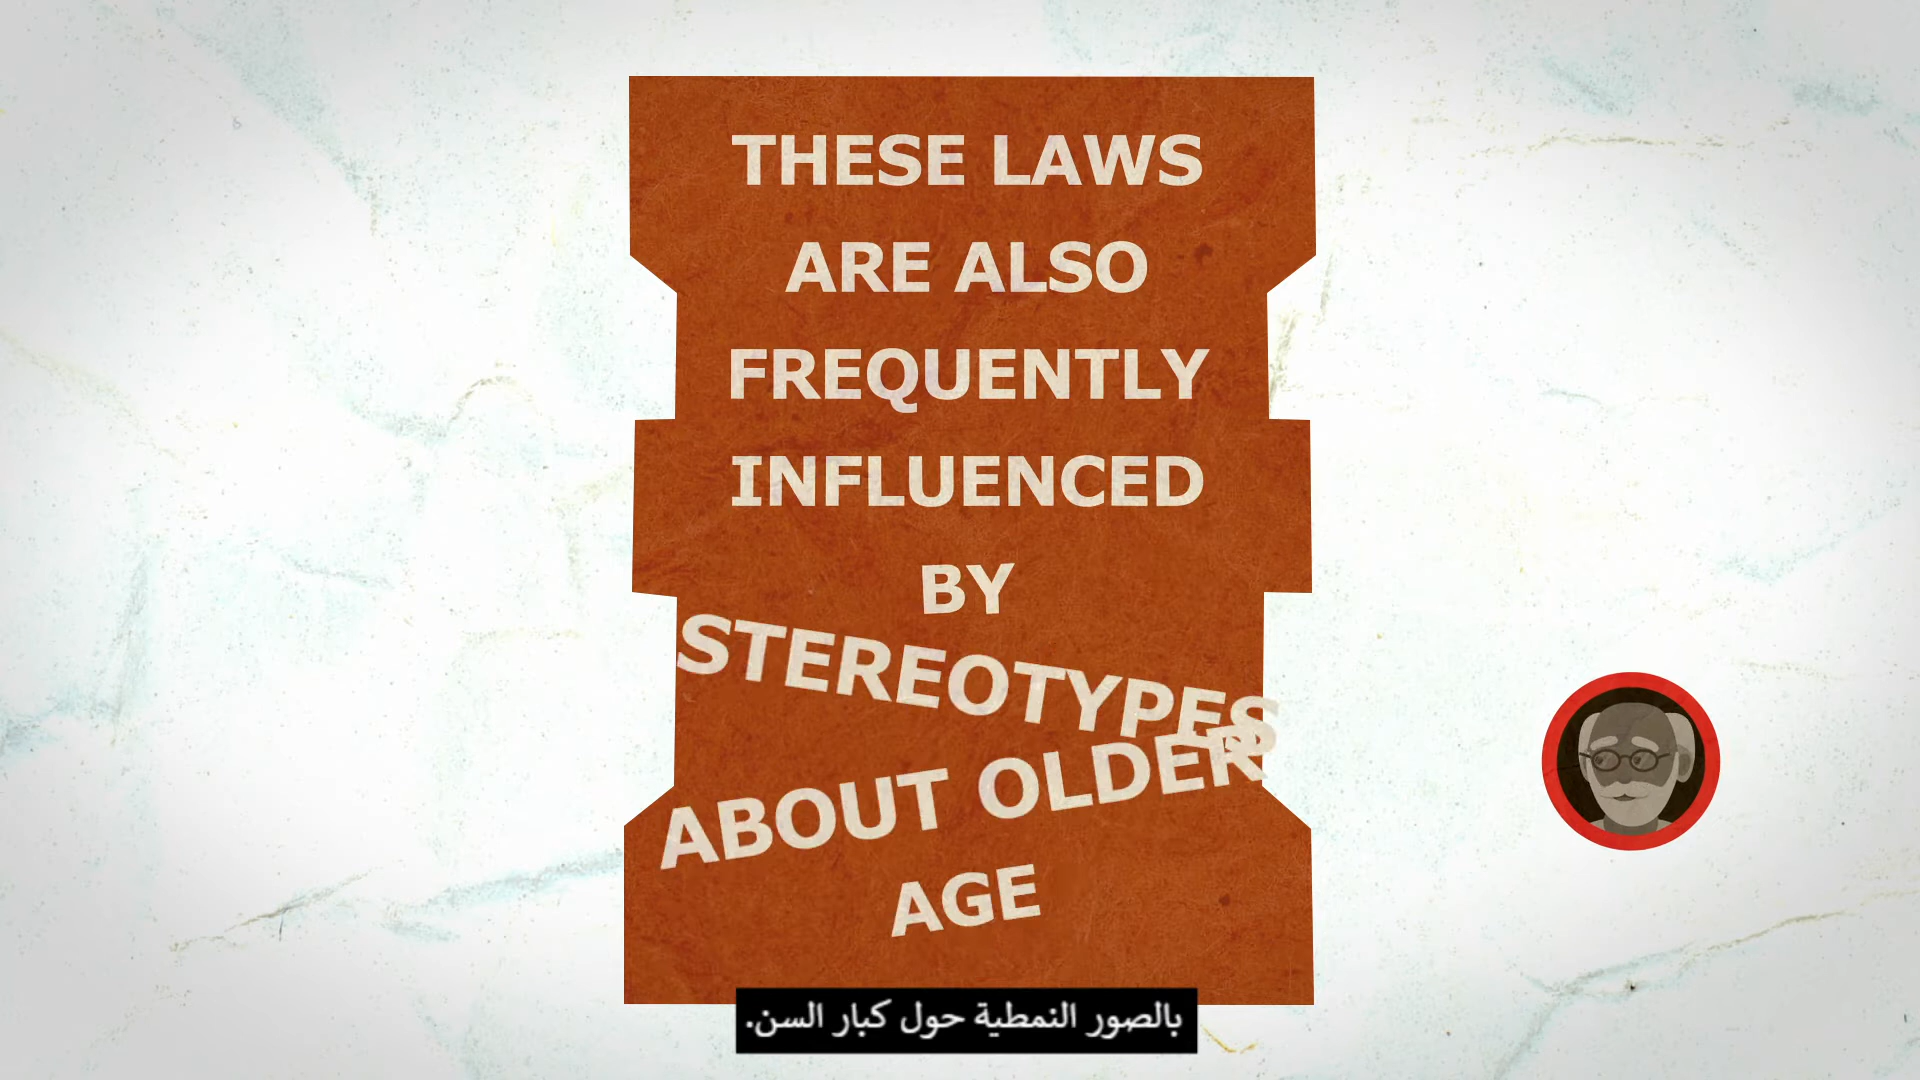 THESE LAWS
ARE ALSO
FREQUENTLY
INFLUENCED
BY
STEREOTYPES
ABOUT OLDER
AGE
بالصور النمطية حول كبار السن.